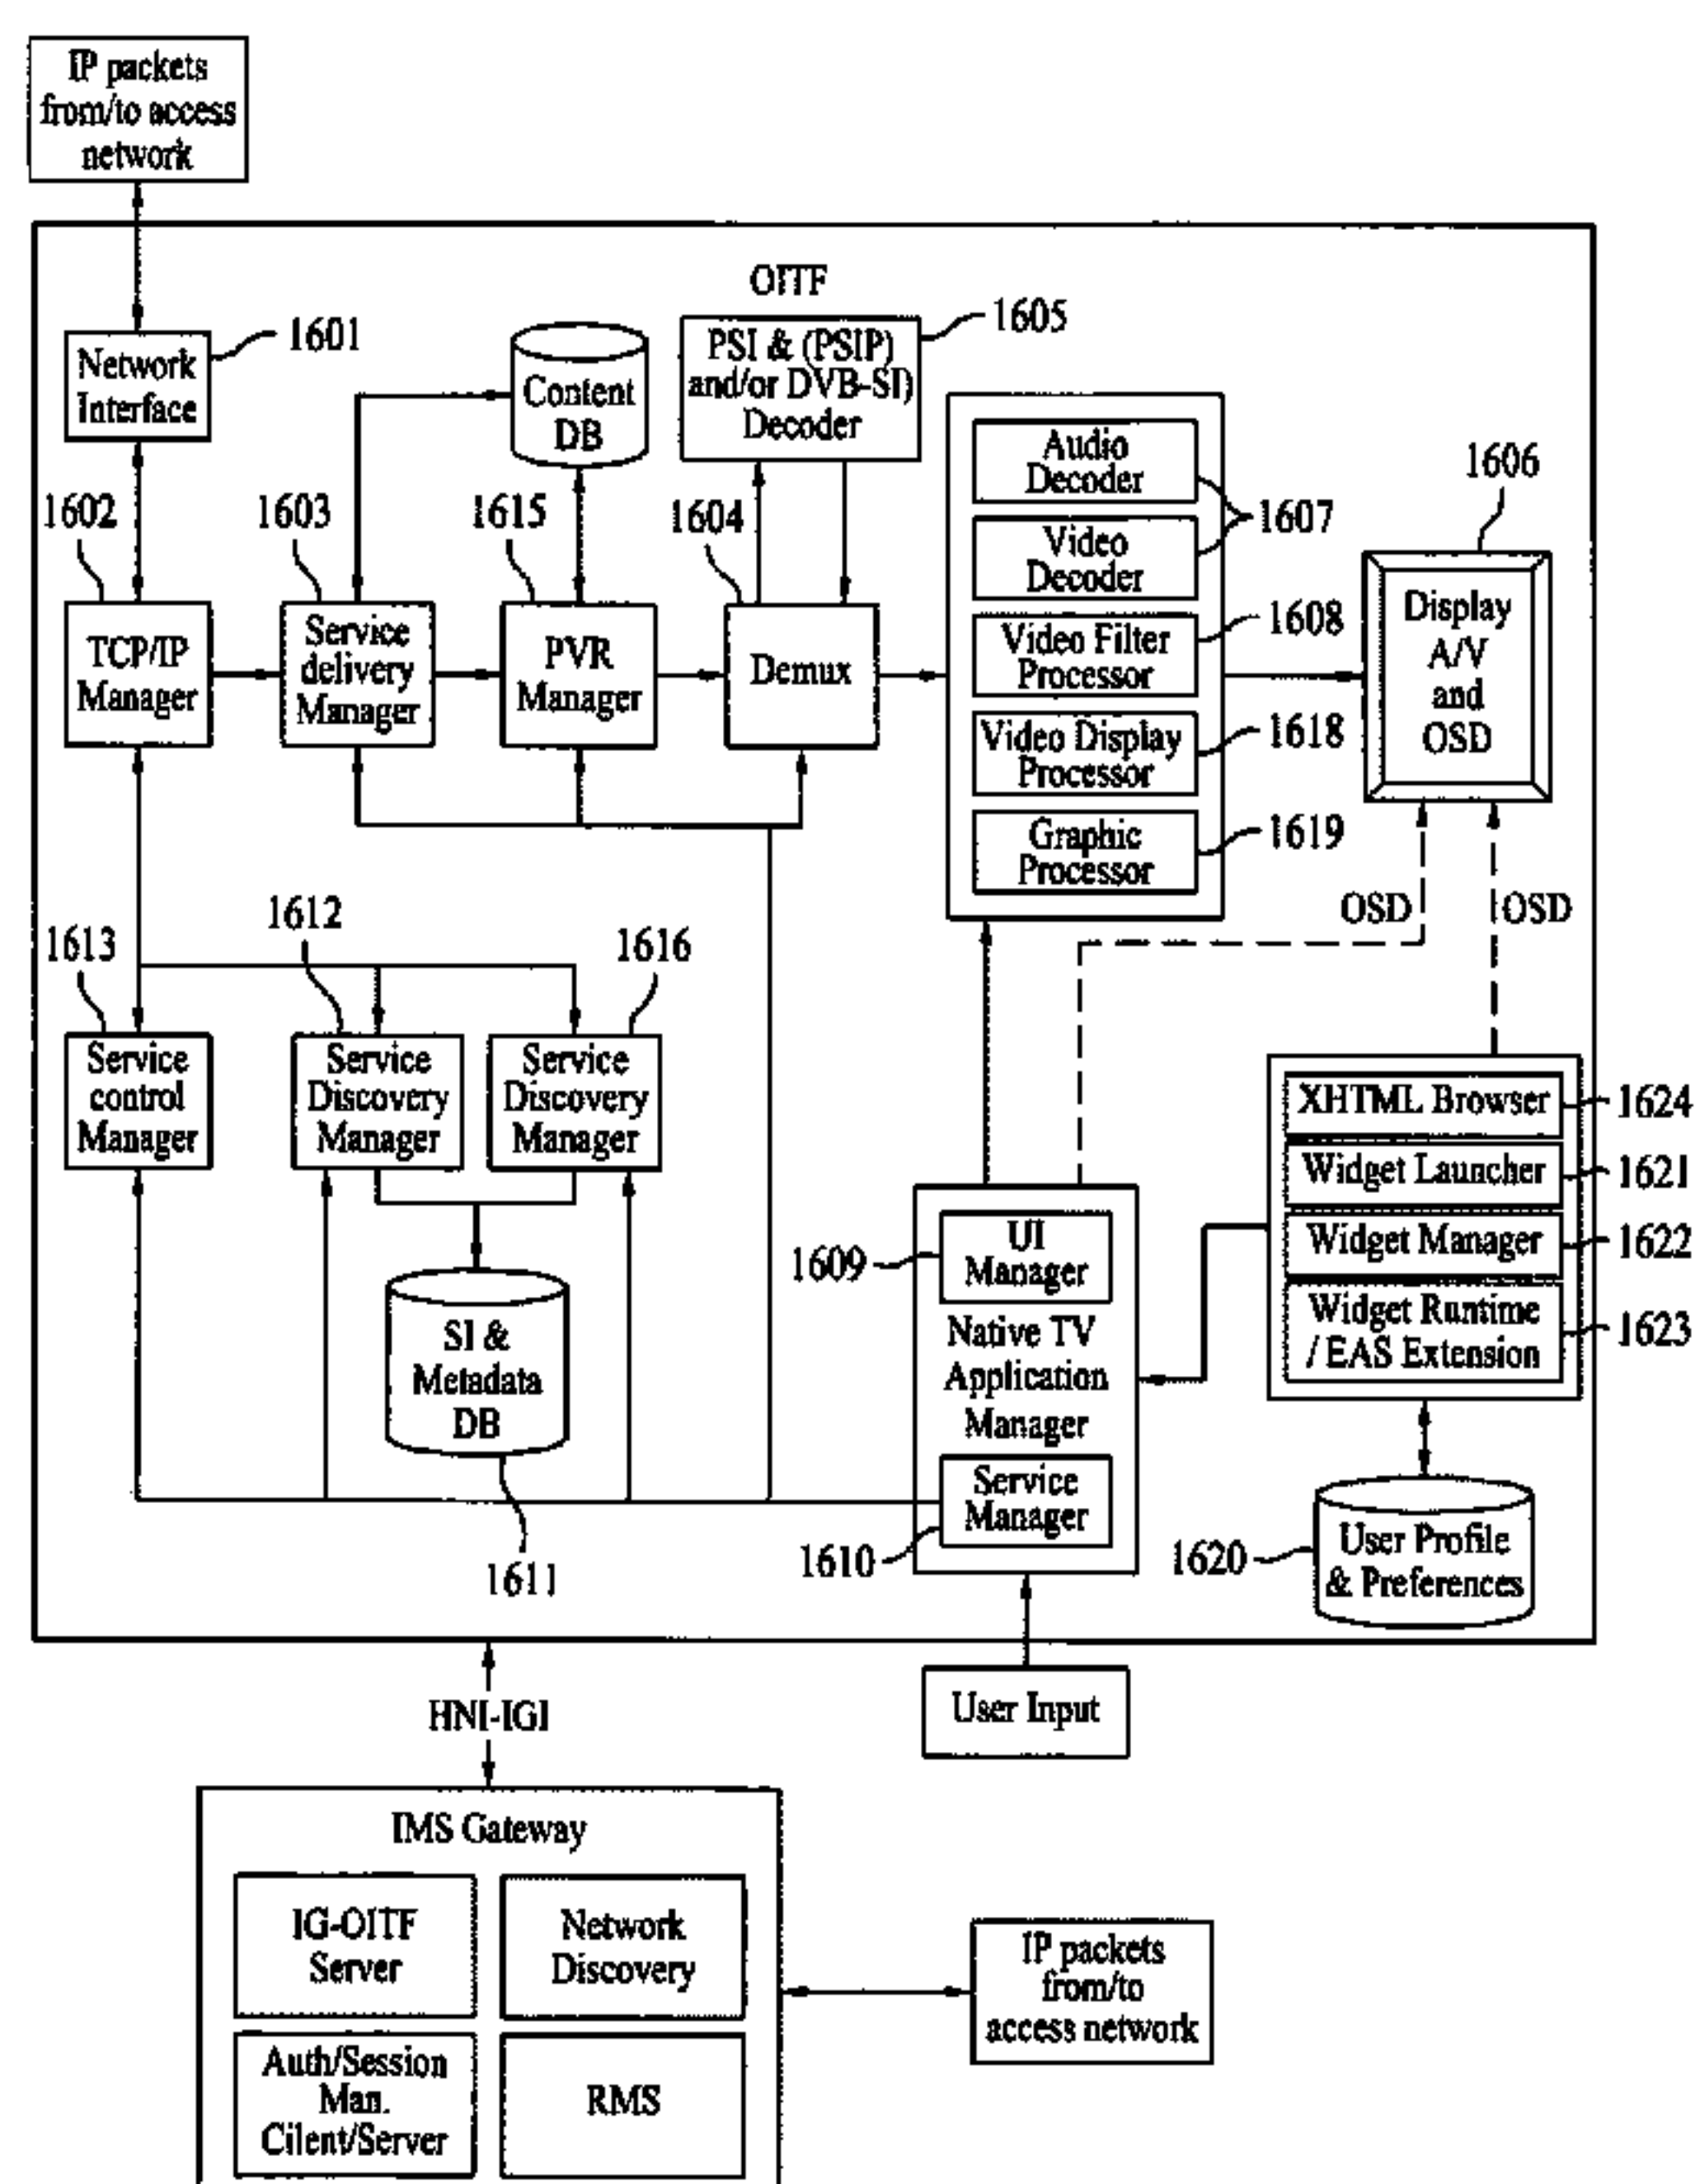 IP packets
from/to access
network
OITF
1601
Network
Interface
Content
DB
1605
PSI & (PSIP)
and/or DVB-SI)
Decoder
Audio
Decoder
Video
Decoder
1607
Video Filter
Processor
1608
Video Display
Processor
1618
Graphic
Processor
1619
1606
Display
A/V
and
OSD
1602
TCP/IP
Manager
1603
Service
delivery
Manager
1615
PVR
Manager
1604
Demux
OSD
OSD
1613
Service
control
Manager
1612
Service
Discovery
Manager
1616
Service
Discovery
Manager
XHTML Browser
1624
Widget Launcher
1621
Widget Manager
1622
Widget Runtime
/ EAS Extension
1623
1609
UI
Manager
Native TV
Application
Manager
Service
Manager
1610
SI &
Metadata
DB
1611
1620
User Profile
& Preferences
HNI-IGI
User Input
IMS Gateway
IG-OITF
Server
Network
Discovery
Auth/Session
Man.
Cilent/Server
RMS
IP packets
from/to
access network